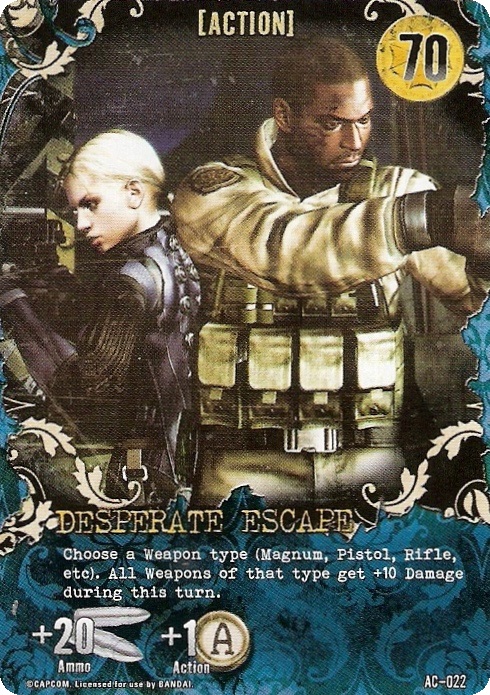 [ACTION]
70
DESPERATE ESCAPE
Choose a Weapon type (Magnum, Pistol, Rifle,
etc). All Weapons of that type get +10 Damage
during this turn.
+20 +1 A
Ammo Action
©CAPCOM. Licensed for use by BANDAI. AC-022